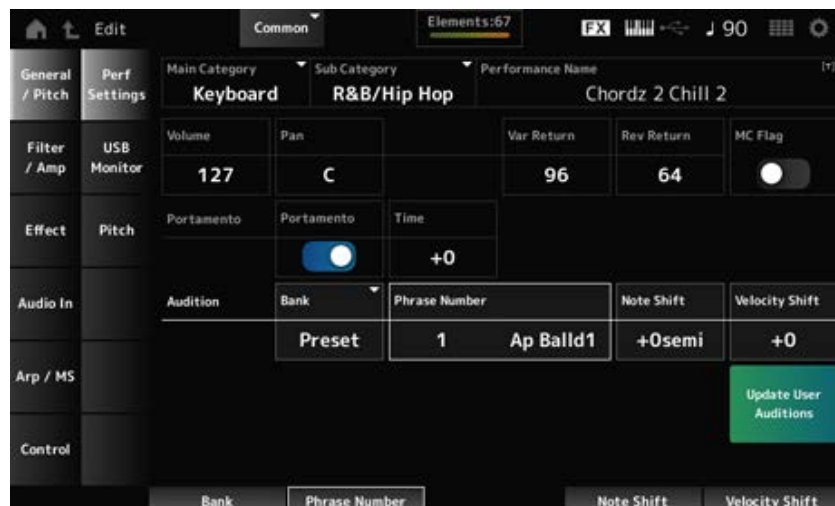 Edit Common Elements:67 FX 90
General / Pitch
Perf Settings
Main Category Sub Category Performance Name [T]
Keyboard R&B/Hip Hop Chordz 2 Chill 2
Filter / Amp
USB Monitor
Volume Pan Var Return Rev Return MC Flag
127 C 96 64
Effect
Pitch
Portamento Portamento Time
+0
Audio In
Audition Bank Phrase Number Note Shift Velocity Shift
Preset 1 Ap Balld1 +0semi +0
Arp / MS
Update User
Auditions
Control
Bank Phrase Number Note Shift Velocity Shift